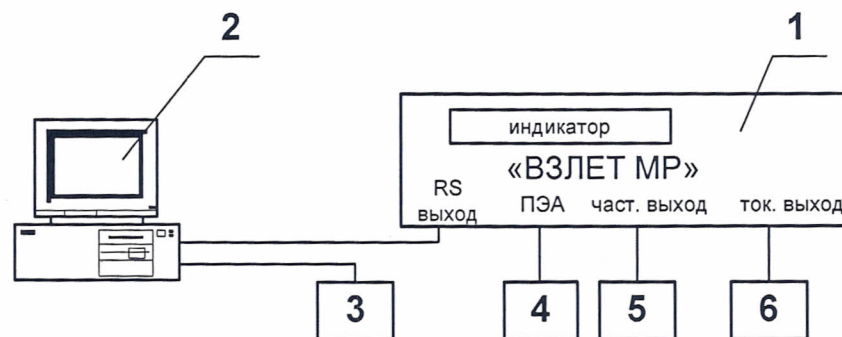 2
1
индикатор
«ВЗЛЕТ МР»
RS
выход
ПЭА
част. выход
ток. выход
3
4
5
6